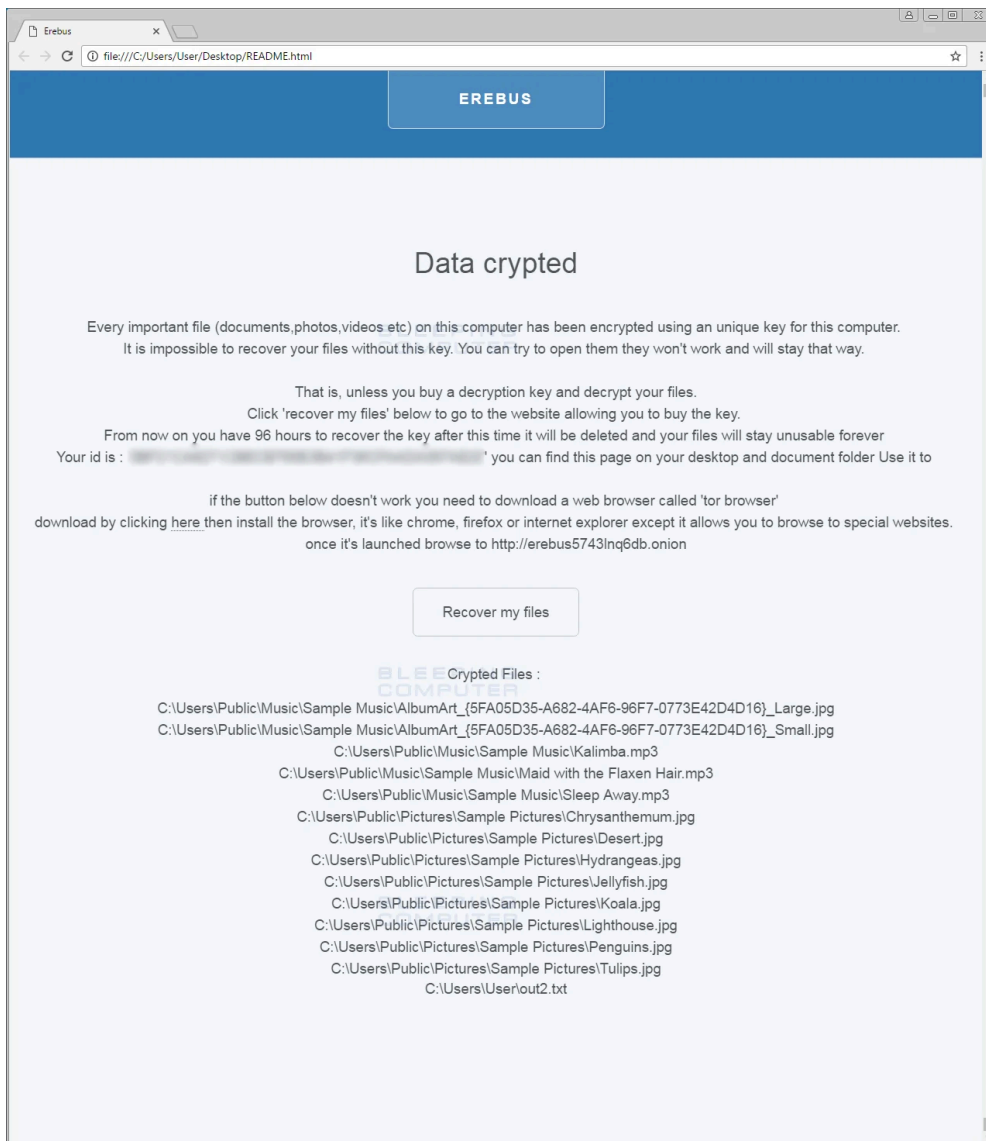 Erebus
file:///C:/Users/User/Desktop/README.html
EREBUS
Data crypted
Every important file (documents,photos,videos etc) on this computer has been encrypted using an unique key for this computer.
It is impossible to recover your files without this key. You can try to open them they won't work and will stay that way.
That is, unless you buy a decryption key and decrypt your files.
Click 'recover my files' below to go to the website allowing you to buy the key.
From now on you have 96 hours to recover the key after this time it will be deleted and your files will stay unusable forever
Your id is : ' you can find this page on your desktop and document folder Use it to
if the button below doesn't work you need to download a web browser called 'tor browser'
download by clicking here then install the browser, it's like chrome, firefox or internet explorer except it allows you to browse to special websites.
once it's launched browse to http://erebus5743lnq6db.onion
Recover my files
BLEEPING
COMPUTER
Crypted Files :
C:\Users\Public\Music\Sample Music\AlbumArt_{5FA05D35-A682-4AF6-96F7-0773E42D4D16}_Large.jpg
C:\Users\Public\Music\Sample Music\AlbumArt_{5FA05D35-A682-4AF6-96F7-0773E42D4D16}_Small.jpg
C:\Users\Public\Music\Sample Music\Kalimba.mp3
C:\Users\Public\Music\Sample Music\Maid with the Flaxen Hair.mp3
C:\Users\Public\Music\Sample Music\Sleep Away.mp3
C:\Users\Public\Pictures\Sample Pictures\Chrysanthemum.jpg
C:\Users\Public\Pictures\Sample Pictures\Desert.jpg
C:\Users\Public\Pictures\Sample Pictures\Hydrangeas.jpg
C:\Users\Public\Pictures\Sample Pictures\Jellyfish.jpg
C:\Users\Public\Pictures\Sample Pictures\Koala.jpg
C:\Users\Public\Pictures\Sample Pictures\Lighthouse.jpg
C:\Users\Public\Pictures\Sample Pictures\Penguins.jpg
C:\Users\Public\Pictures\Sample Pictures\Tulips.jpg
C:\Users\User\out2.txt